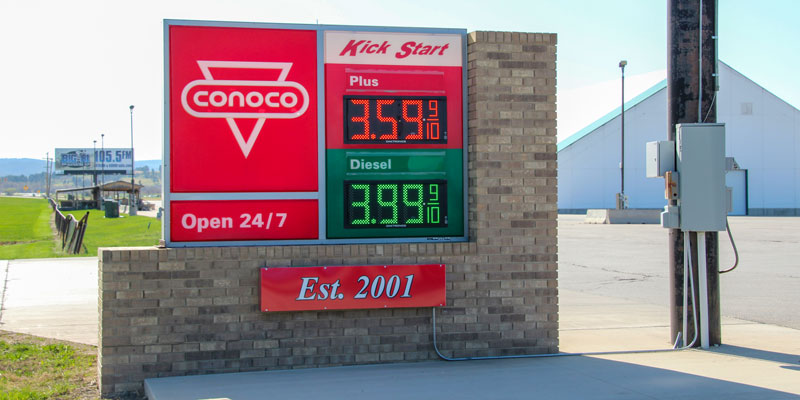 CONOCO
Open 24/7
Kick Start
Plus
3.59 9/10
Diesel
3.99 9/10
Est. 2001
105.5FM